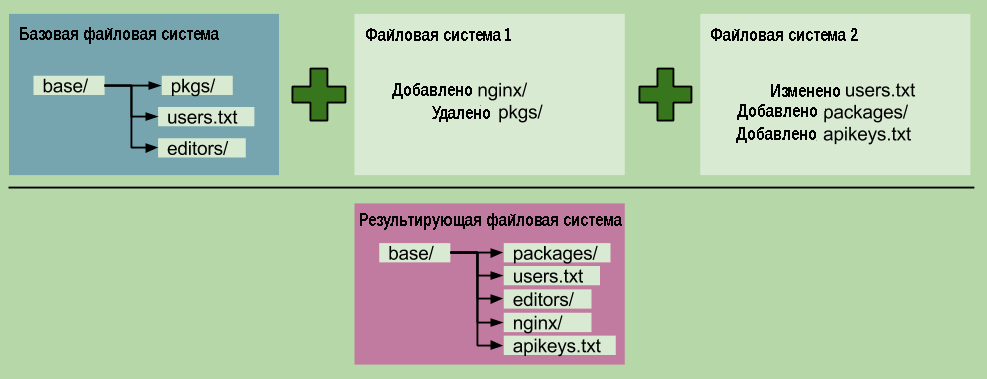 Базовая файловая система
base/
pkgs/
users.txt
editors/
Файловая система 1
Добавлено nginx/
Удалено pkgs/
Файловая система 2
Изменено users.txt
Добавлено packages/
Добавлено apikeys.txt
Результирующая файловая система
base/
packages/
users.txt
editors/
nginx/
apikeys.txt